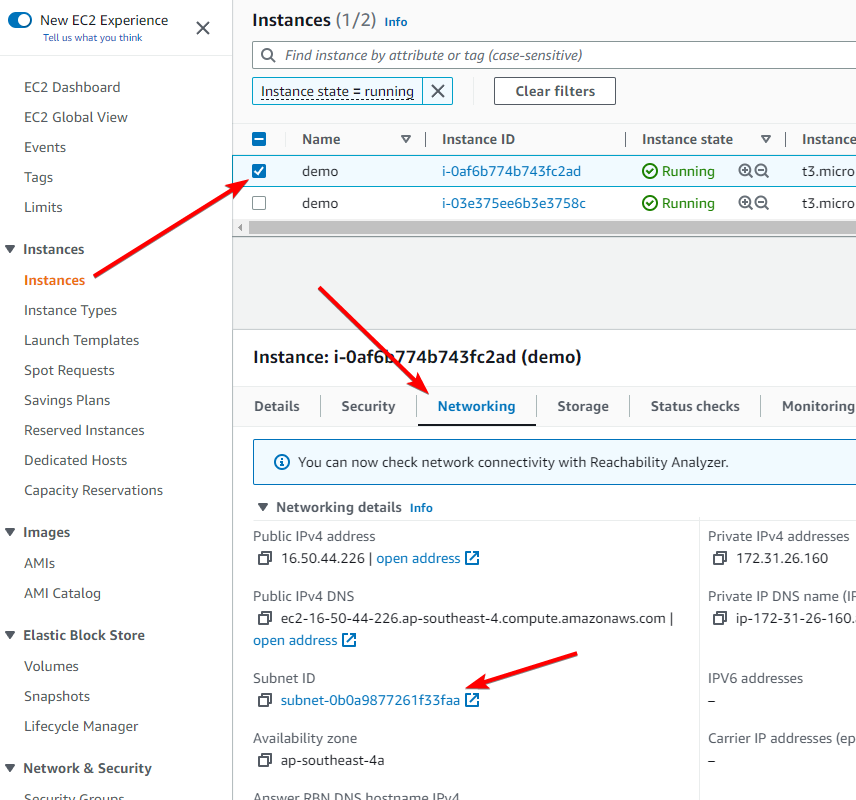 New EC2 Experience
Tell us what you think
EC2 Dashboard
EC2 Global View
Events
Tags
Limits
Instances
Instances
Instance Types
Launch Templates
Spot Requests
Savings Plans
Reserved Instances
Dedicated Hosts
Capacity Reservations
Images
AMIs
AMI Catalog
Elastic Block Store
Volumes
Snapshots
Lifecycle Manager
Network & Security
Security Groups
Instances (1/2) Info
Find instance by attribute or tag (case-sensitive)
Instance state = running Clear filters
Name Instance ID Instance state Instance
demo i-0af6b774b743fc2ad Running t3.micro
demo i-03e375ee6b3e3758c Running t3.micro
Instance: i-0af6b774b743fc2ad (demo)
Details Security Networking Storage Status checks Monitoring
You can now check network connectivity with Reachability Analyzer.
Networking details Info
Public IPv4 address
16.50.44.226 | open address
Public IPv4 DNS
ec2-16-50-44-226.ap-southeast-4.compute.amazonaws.com |
open address
Subnet ID
subnet-0b0a9877261f33faa
Availability zone
ap-southeast-4a
Answer RBN DNS hostname IPv4
Private IPv4 addresses
172.31.26.160
Private IP DNS name (IP
ip-172-31-26-160.
IPV6 addresses
–
Carrier IP addresses (ep
–